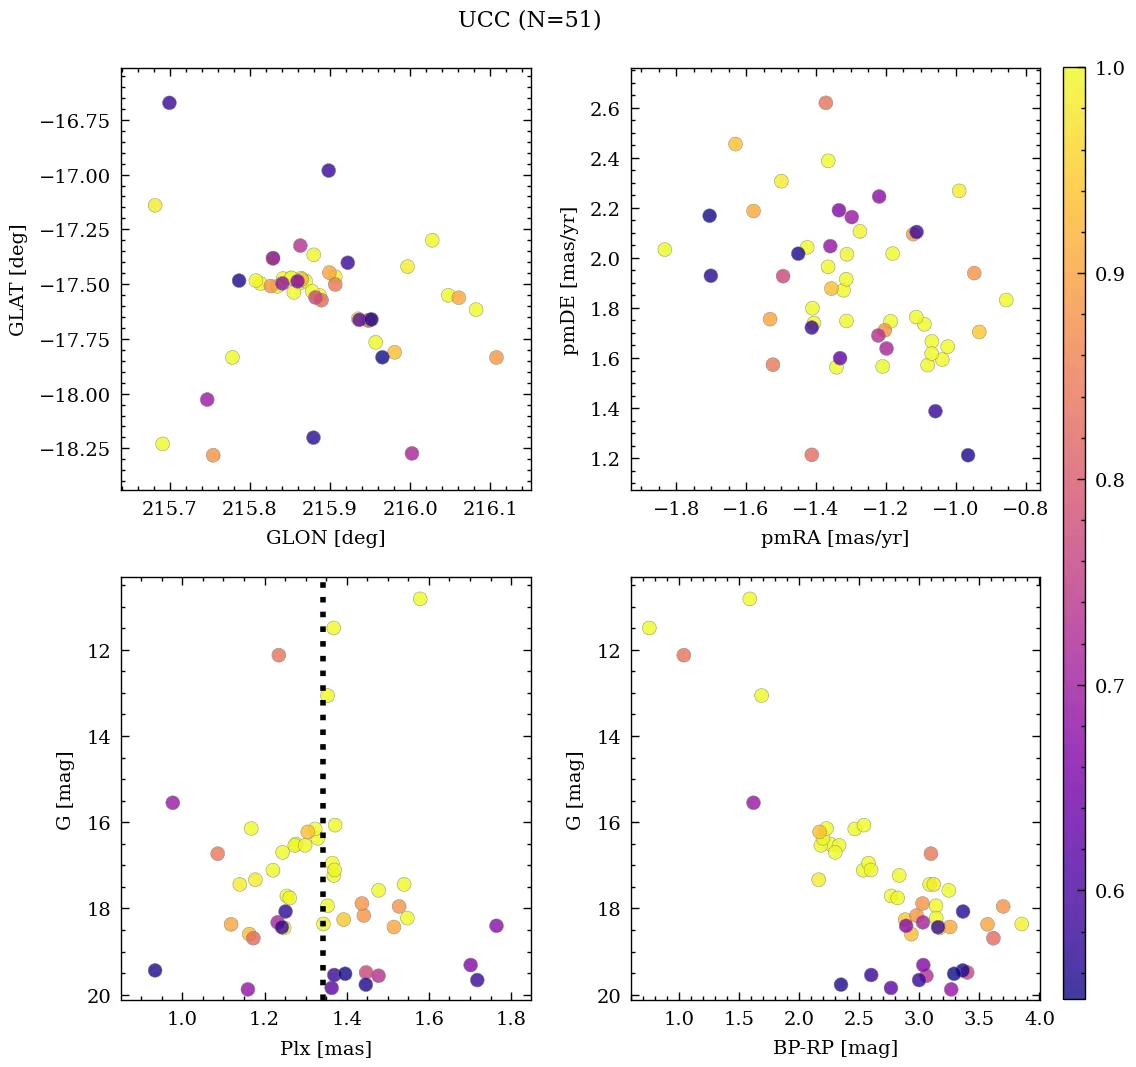 UCC (N=51)
−16.75
−17.00
−17.25
−17.50
−17.75
−18.00
−18.25
GLAT [deg]
215.7 215.8 215.9 216.0 216.1
GLON [deg]
2.6
2.4
2.2
2.0
1.8
1.6
1.4
1.2
pmDE [mas/yr]
−1.8 −1.6 −1.4 −1.2 −1.0 −0.8
pmRA [mas/yr]
1.0
0.9
0.8
0.7
0.6
12
14
16
18
20
G [mag]
1.0 1.2 1.4 1.6 1.8
Plx [mas]
12
14
16
18
20
G [mag]
1.0 1.5 2.0 2.5 3.0 3.5 4.0
BP-RP [mag]